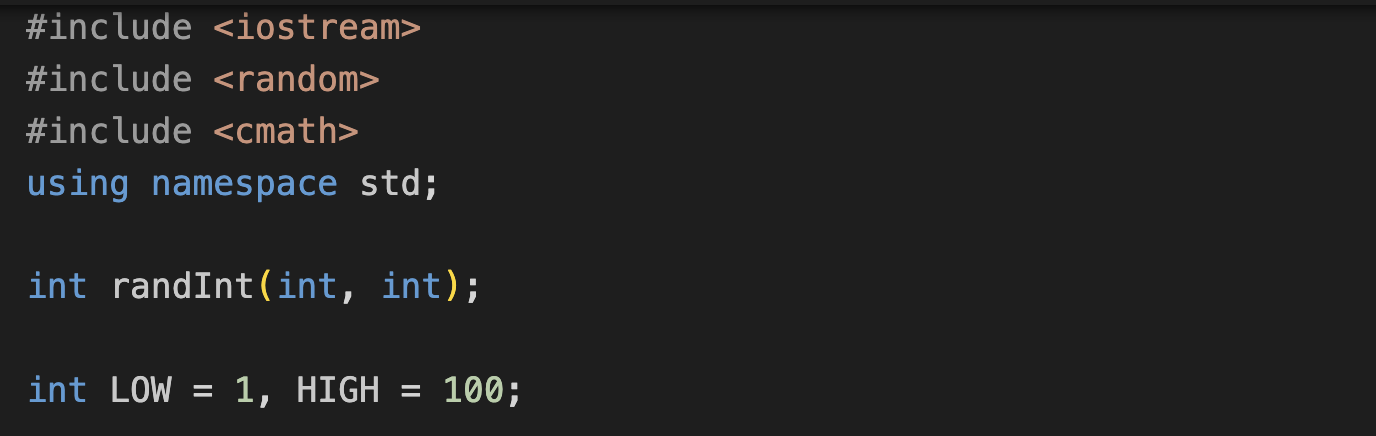 #include <iostream>
#include <random>
#include <cmath>
using namespace std;
int randInt(int, int);
int LOW = 1, HIGH = 100;